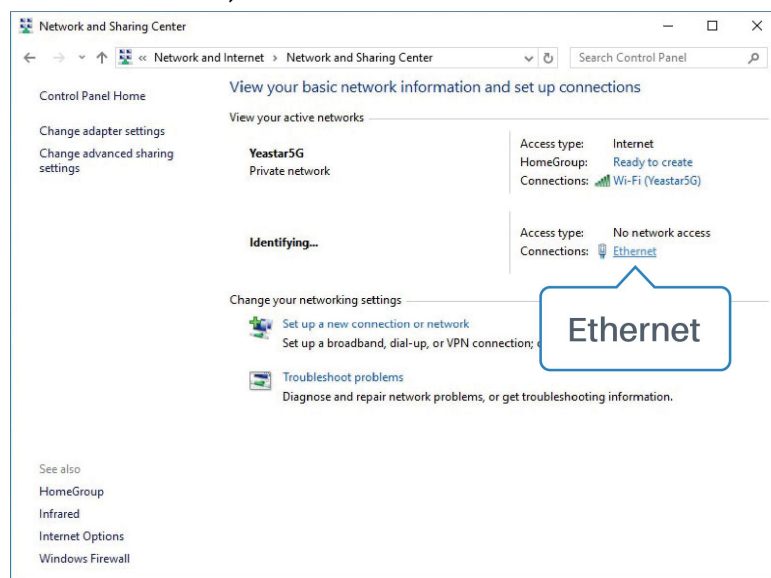 Network and Sharing Center
« Network and Internet › Network and Sharing Center
Search Control Panel
Control Panel Home
Change adapter settings
Change advanced sharing
settings
View your basic network information and set up connections
View your active networks
Yeastar5G
Private network
Access type: Internet
HomeGroup: Ready to create
Connections: Wi-Fi (Yeastar5G)
Identifying...
Access type: No network access
Connections: Ethernet
Ethernet
Change your networking settings
Set up a new connection or network
Set up a broadband, dial-up, or VPN connection;
Troubleshoot problems
Diagnose and repair network problems, or get troubleshooting information.
See also
HomeGroup
Infrared
Internet Options
Windows Firewall